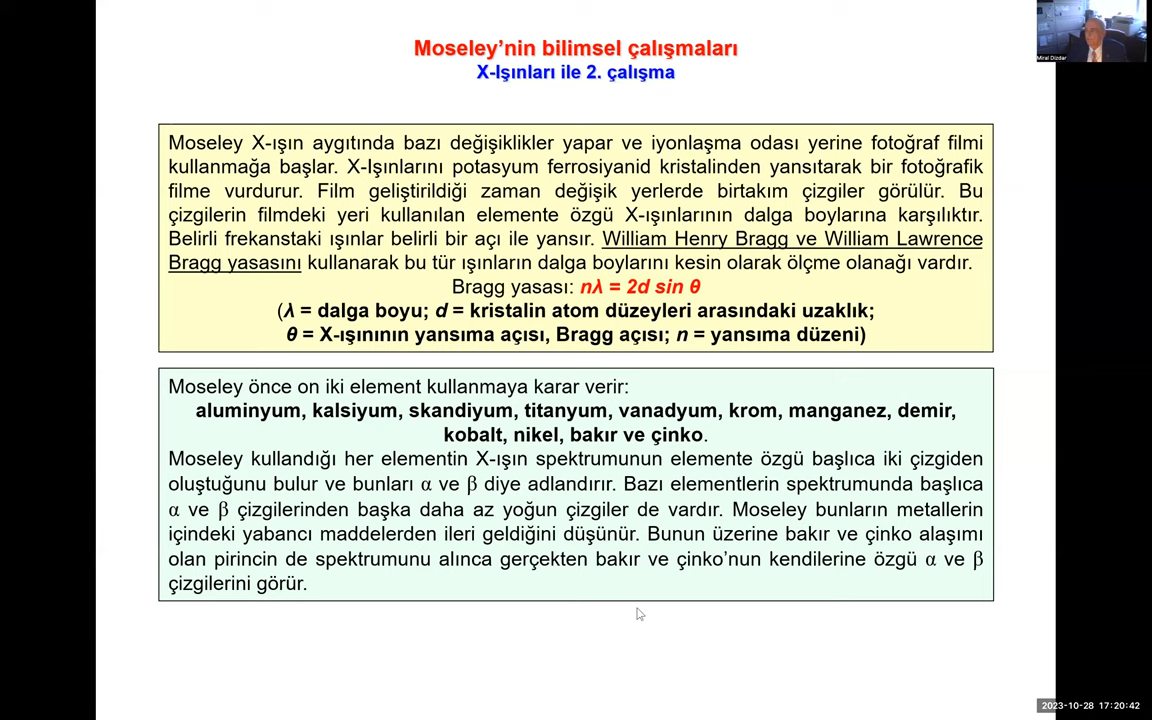 Moseley’nin bilimsel çalışmaları
X-Işınları ile 2. çalışma
Miral Dizdar
Moseley X-ışın aygıtında bazı değişiklikler yapar ve iyonlaşma odası yerine fotoğraf filmi
kullanmağa başlar. X-Işınlarını potasyum ferrosiyanid kristalinden yansıtarak bir fotoğrafik
filme vurdurur. Film geliştirildiği zaman değişik yerlerde birtakım çizgiler görülür. Bu
çizgilerin filmdeki yeri kullanılan elemente özgü X-ışınlarının dalga boylarına karşılıktır.
Belirli frekanstaki ışınlar belirli bir açı ile yansır. William Henry Bragg ve William Lawrence
Bragg yasasını kullanarak bu tür ışınların dalga boylarını kesin olarak ölçme olanağı vardır.
Bragg yasası: nλ = 2d sin θ
(λ = dalga boyu; d = kristalin atom düzeyleri arasındaki uzaklık;
θ = X-ışınının yansıma açısı, Bragg açısı; n = yansıma düzeni)
Moseley önce on iki element kullanmaya karar verir:
aluminyum, kalsiyum, skandiyum, titanyum, vanadyum, krom, manganez, demir,
kobalt, nikel, bakır ve çinko.
Moseley kullandığı her elementin X-ışın spektrumunun elemente özgü başlıca iki çizgiden
oluştuğunu bulur ve bunları α ve β diye adlandırır. Bazı elementlerin spektrumunda başlıca
α ve β çizgilerinden başka daha az yoğun çizgiler de vardır. Moseley bunların metallerin
içindeki yabancı maddelerden ileri geldiğini düşünür. Bunun üzerine bakır ve çinko alaşımı
olan pirincin de spektrumunu alınca gerçekten bakır ve çinko’nun kendilerine özgü α ve β
çizgilerini görür.
2023-10-28 17:20:42